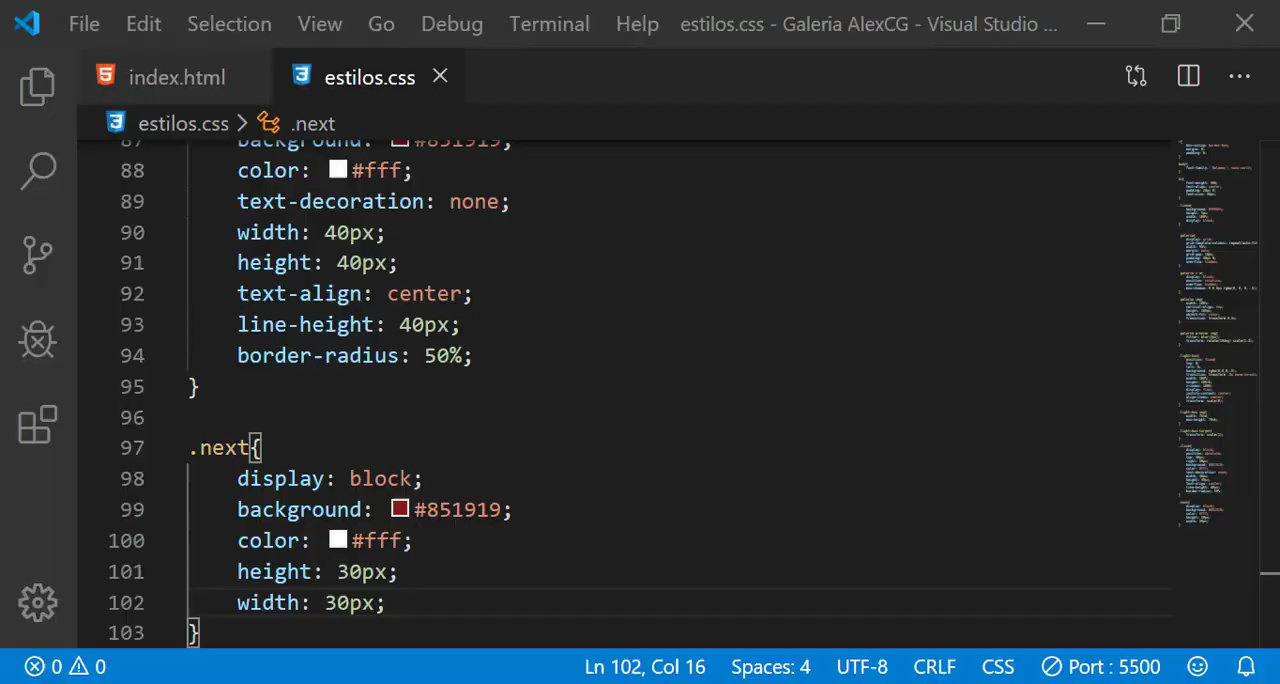 File Edit Selection View Go Debug Terminal Help estilos.css - Galeria AlexCG - Visual Studio ...
index.html estilos.css
estilos.css > .next
87 background: #851919;
88 color: #fff;
89 text-decoration: none;
90 width: 40px;
91 height: 40px;
92 text-align: center;
93 line-height: 40px;
94 border-radius: 50%;
95 }
96
97 .next{
98 display: block;
99 background: #851919;
100 color: #fff;
101 height: 30px;
102 width: 30px;
103 }
0 0 Ln 102, Col 16 Spaces: 4 UTF-8 CRLF CSS Port : 5500